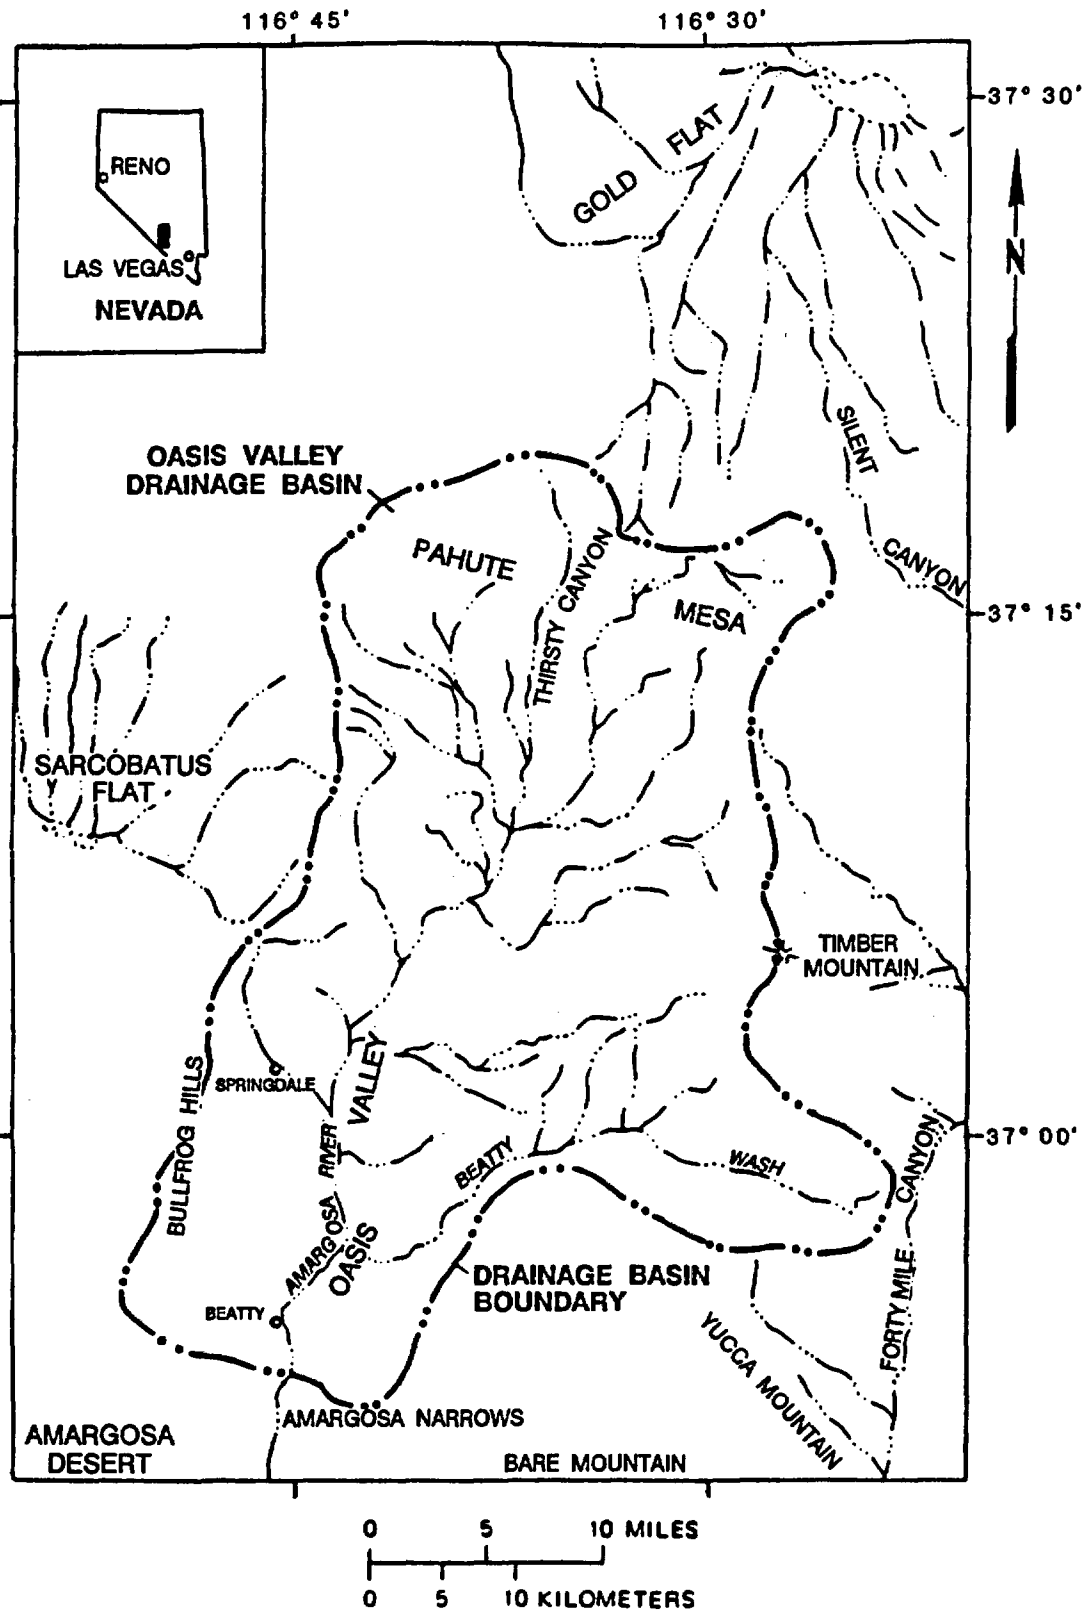 116° 45'
116° 30'
37° 30'
RENO
LAS VEGAS
NEVADA
GOLD FLAT
N
OASIS VALLEY
DRAINAGE BASIN
SILENT
CANYON
PAHUTE
MESA
THIRSTY CANYON
37° 15'
SARCOBATUS
FLAT
TIMBER
MOUNTAIN
SPRINGDALE
VALLEY
BULLFROG HILLS
AMARGOSA RIVER
37° 00'
BEATTY
WASH
CANYON
OASIS
DRAINAGE BASIN
BOUNDARY
BEATTY
FORTY MILE
YUCCA MOUNTAIN
AMARGOSA NARROWS
AMARGOSA
DESERT
BARE MOUNTAIN
0 5 10 MILES
0 5 10 KILOMETERS